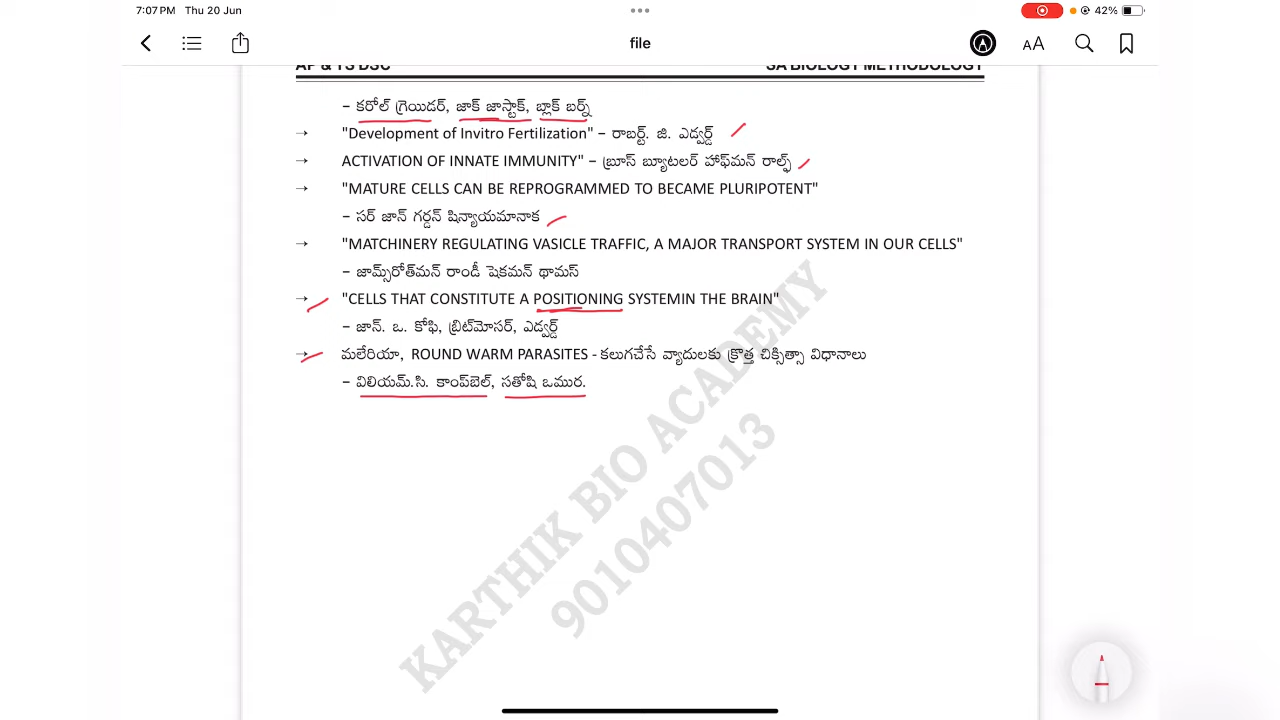 7:07 PM Thu 20 Jun
42%
file
AA
AP & TS DSC SA BIOLOGY METHODOLOGY
– కరోల్ గ్రెయిడర్, జాక్ జాస్టాక్, బ్లాక్ బర్న్
→ "Development of Invitro Fertilization" – రాబర్ట్. జి. ఎడ్వర్డ్
→ ACTIVATION OF INNATE IMMUNITY" – బ్రూస్ బ్యూటలర్ హాఫ్‌మన్ రాల్ఫ్
→ "MATURE CELLS CAN BE REPROGRAMMED TO BECAME PLURIPOTENT"
– సర్ జాన్ గర్డన్ షిన్యాయమానాక
→ "MATCHINERY REGULATING VASICLE TRAFFIC, A MAJOR TRANSPORT SYSTEM IN OUR CELLS"
– జామ్స్‌రోత్‌మన్ రాండీ షెకమన్ థామస్
→ "CELLS THAT CONSTITUTE A POSITIONING SYSTEMIN THE BRAIN"
– జాన్. ఒ. కోఫి, బ్రిట్‌మోసర్, ఎడ్వర్డ్
→ మలేరియా, ROUND WARM PARASITES - కలుగచేసే వ్యాదులకు క్రొత్త చికిత్సా విధానాలు
– విలియమ్.సి. కాంప్‌బెల్, సతోషి ఒముర.
KARTHIK BIO ACADEMY
9010407013